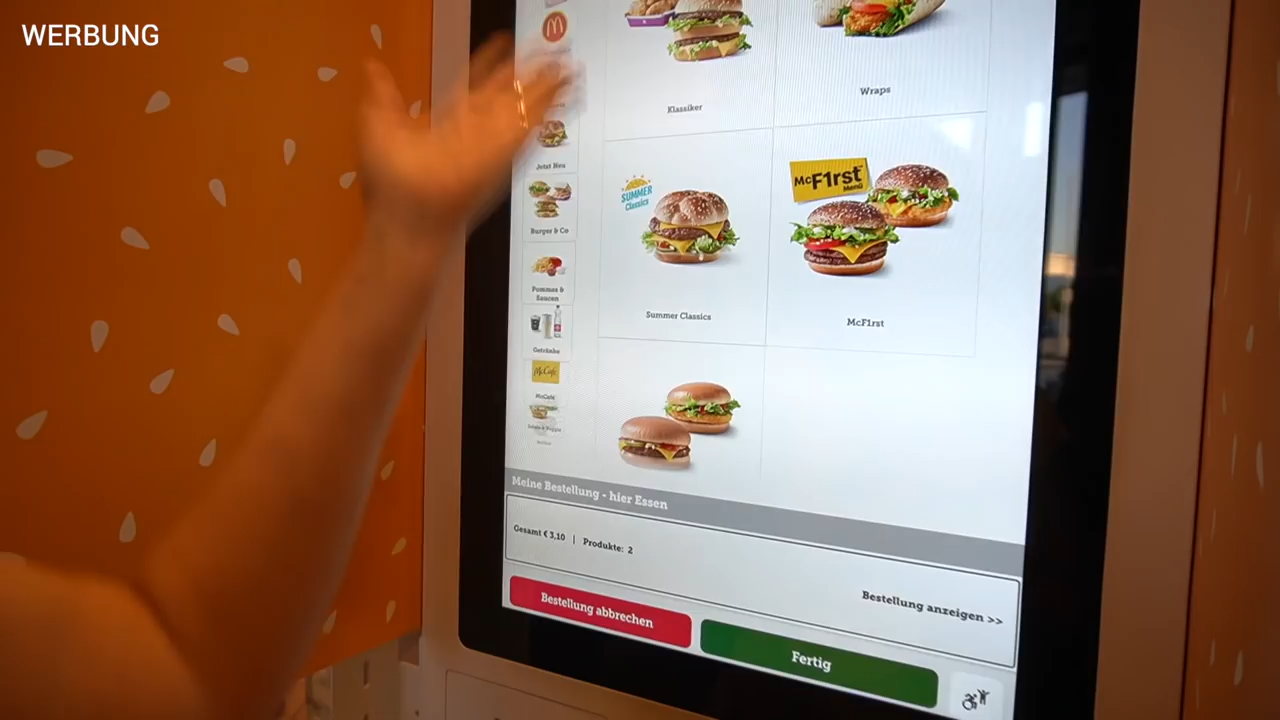 WERBUNG
Klassiker
Wraps
Jetzt Neu
Burger & Co
Pommes &
Saucen
Getränke
McCafé
McCafé
SUMMER
Classics
McF1rst
Menü
Summer Classics
McF1rst
Meine Bestellung - hier Essen
Gesamt € 3,10 | Produkte: 2
Bestellung anzeigen >>
Bestellung abbrechen
Fertig